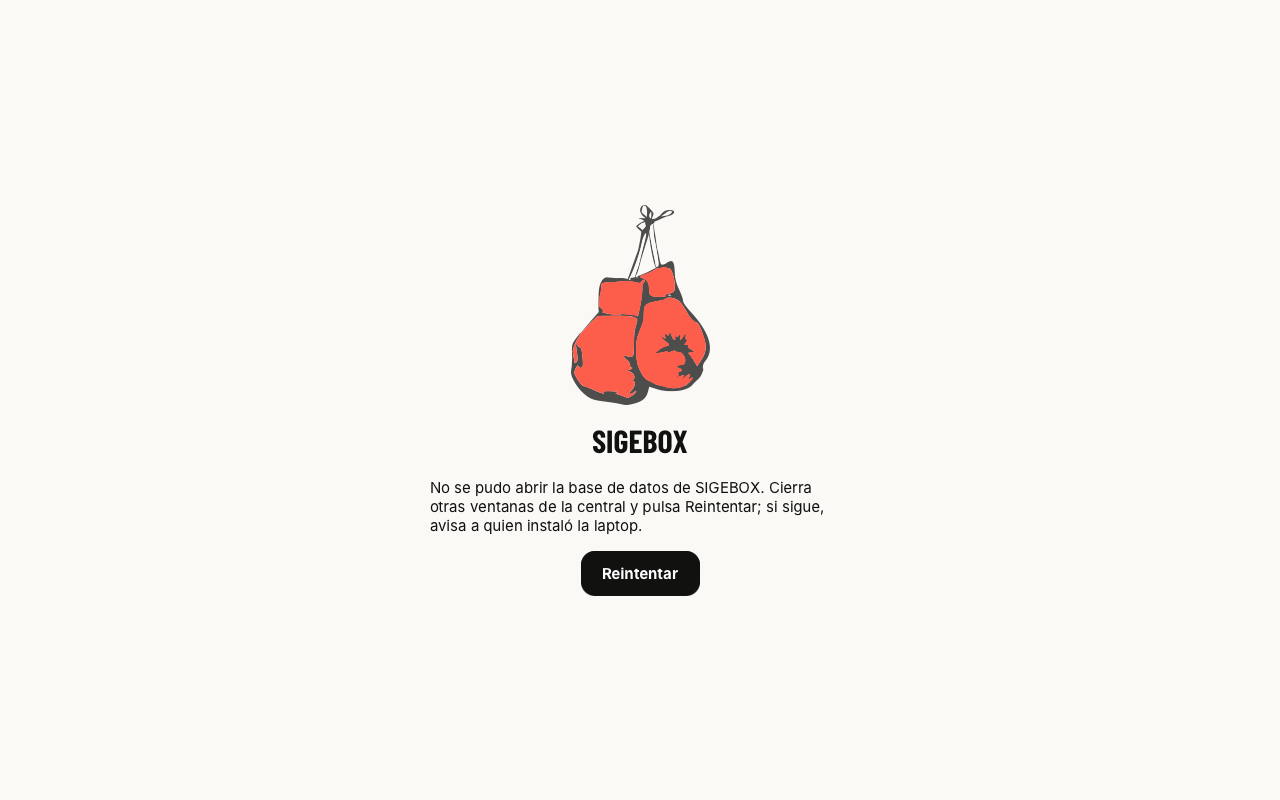 SIGEBOX
No se pudo abrir la base de datos de SIGEBOX. Cierra
otras ventanas de la central y pulsa Reintentar; si sigue,
avisa a quien instaló la laptop.
Reintentar